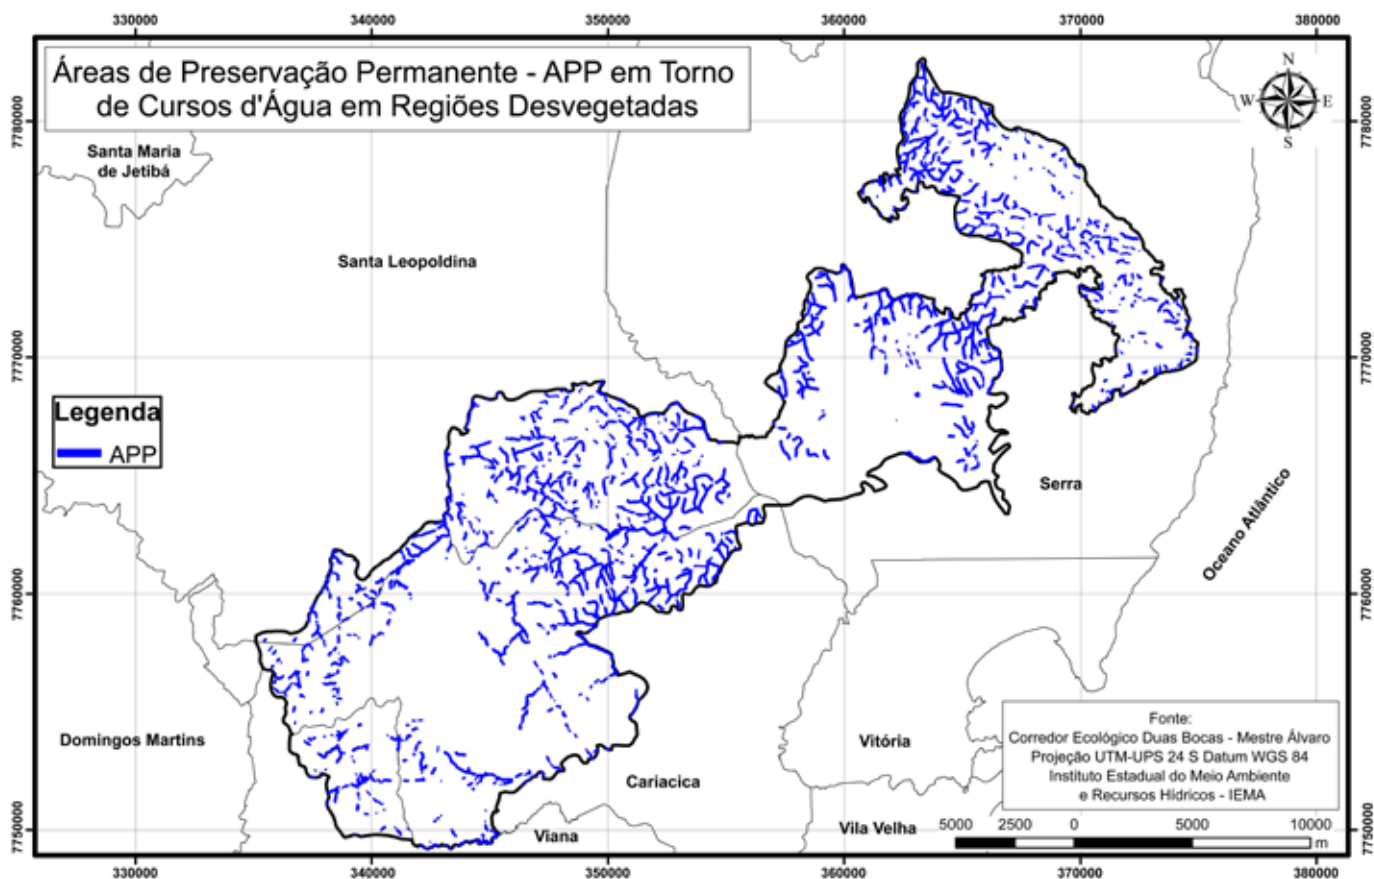 330000 340000 350000 360000 370000 380000
Áreas de Preservação Permanente - APP em Torno
de Cursos d'Água em Regiões Desvegetadas
N
W E
S
7780000 7780000
Santa Maria
de Jetibá
Santa Leopoldina
7770000 7770000
Legenda
APP
Serra
Oceano Atlântico
7760000 7760000
Domingos Martins
Vitória
Cariacica
Viana
Vila Velha
Fonte:
Corredor Ecológico Duas Bocas - Mestre Álvaro
Projeção UTM-UPS 24 S Datum WGS 84
Instituto Estadual do Meio Ambiente
e Recursos Hídricos - IEMA
7750000 7750000
5000 2500 0 5000 10000
m
330000 340000 350000 360000 370000 380000